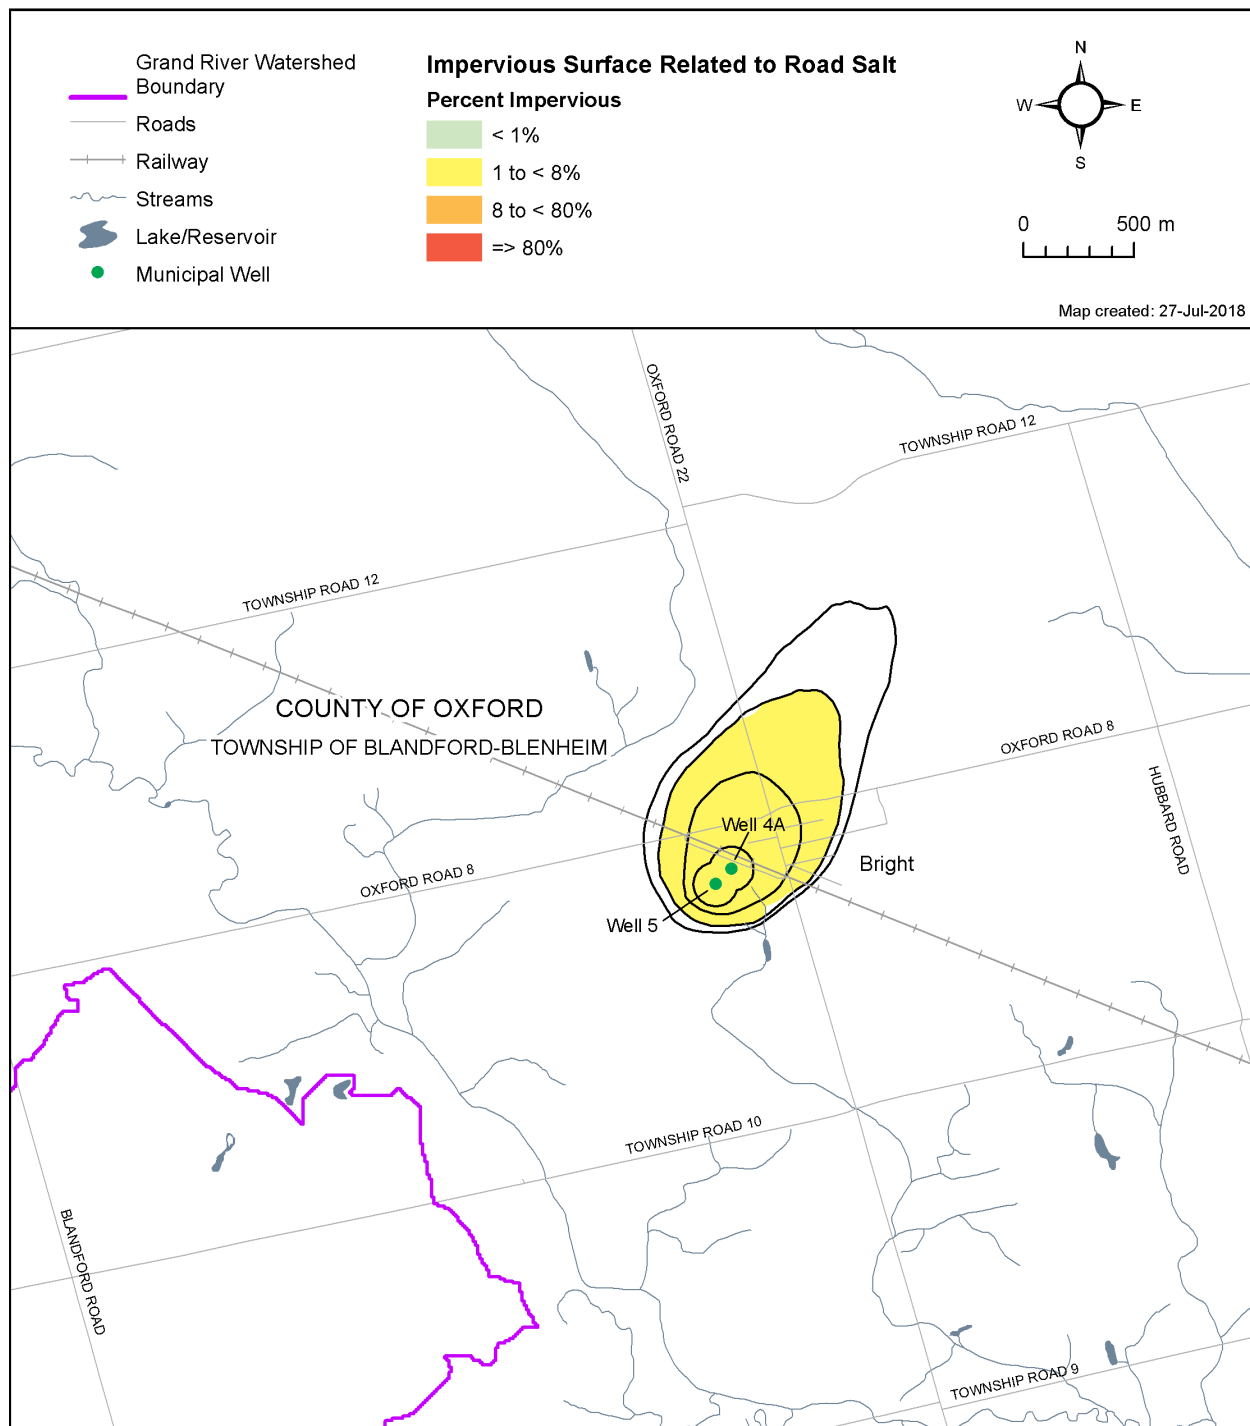 Grand River Watershed
Boundary
Roads
Railway
Streams
Lake/Reservoir
Municipal Well
Impervious Surface Related to Road Salt
Percent Impervious
< 1%
1 to < 8%
8 to < 80%
=> 80%
N
W E
S
0 500 m
Map created: 27-Jul-2018
OXFORD ROAD 22
TOWNSHIP ROAD 12
TOWNSHIP ROAD 12
COUNTY OF OXFORD
TOWNSHIP OF BLANDFORD-BLENHEIM
OXFORD ROAD 8
HUBBARD ROAD
Well 4A
Bright
OXFORD ROAD 8
Well 5
TOWNSHIP ROAD 10
BLANDFORD ROAD
TOWNSHIP ROAD 9